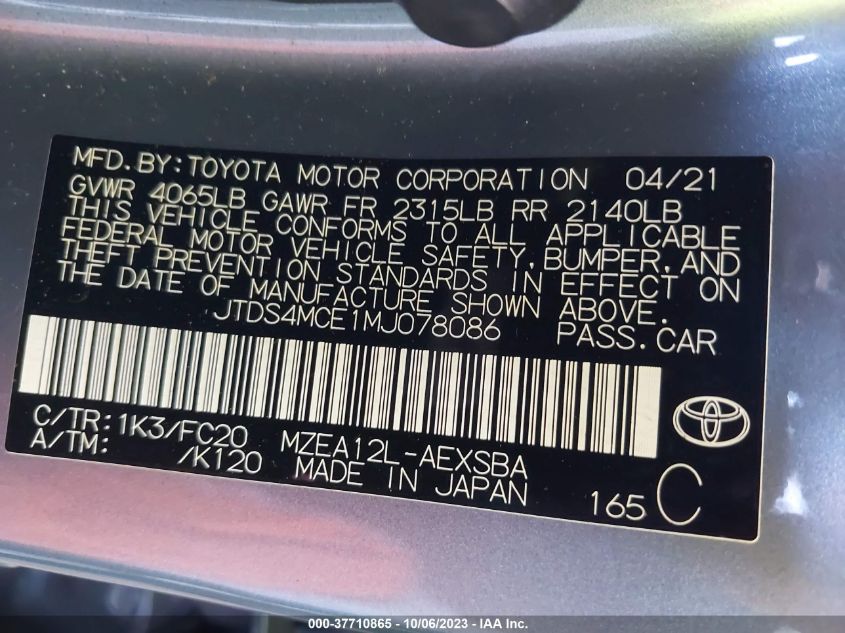 MFD.BY:TOYOTA MOTOR CORPORATION 04/21
GVWR 4065LB GAWR FR 2315LB RR 2140LB
THIS VEHICLE CONFORMS TO ALL APPLICABLE
FEDERAL MOTOR VEHICLE SAFETY,BUMPER,AND
THEFT PREVENTION STANDARDS IN EFFECT ON
THE DATE OF MANUFACTURE SHOWN ABOVE.
JTDS4MCE1MJ078086 PASS.CAR
C/TR:1K3/FC20 MZEA12L-AEXSBA
A/TM: /K120 MADE IN JAPAN 165 C
000-37710865 - 10/06/2023 - IAA Inc.